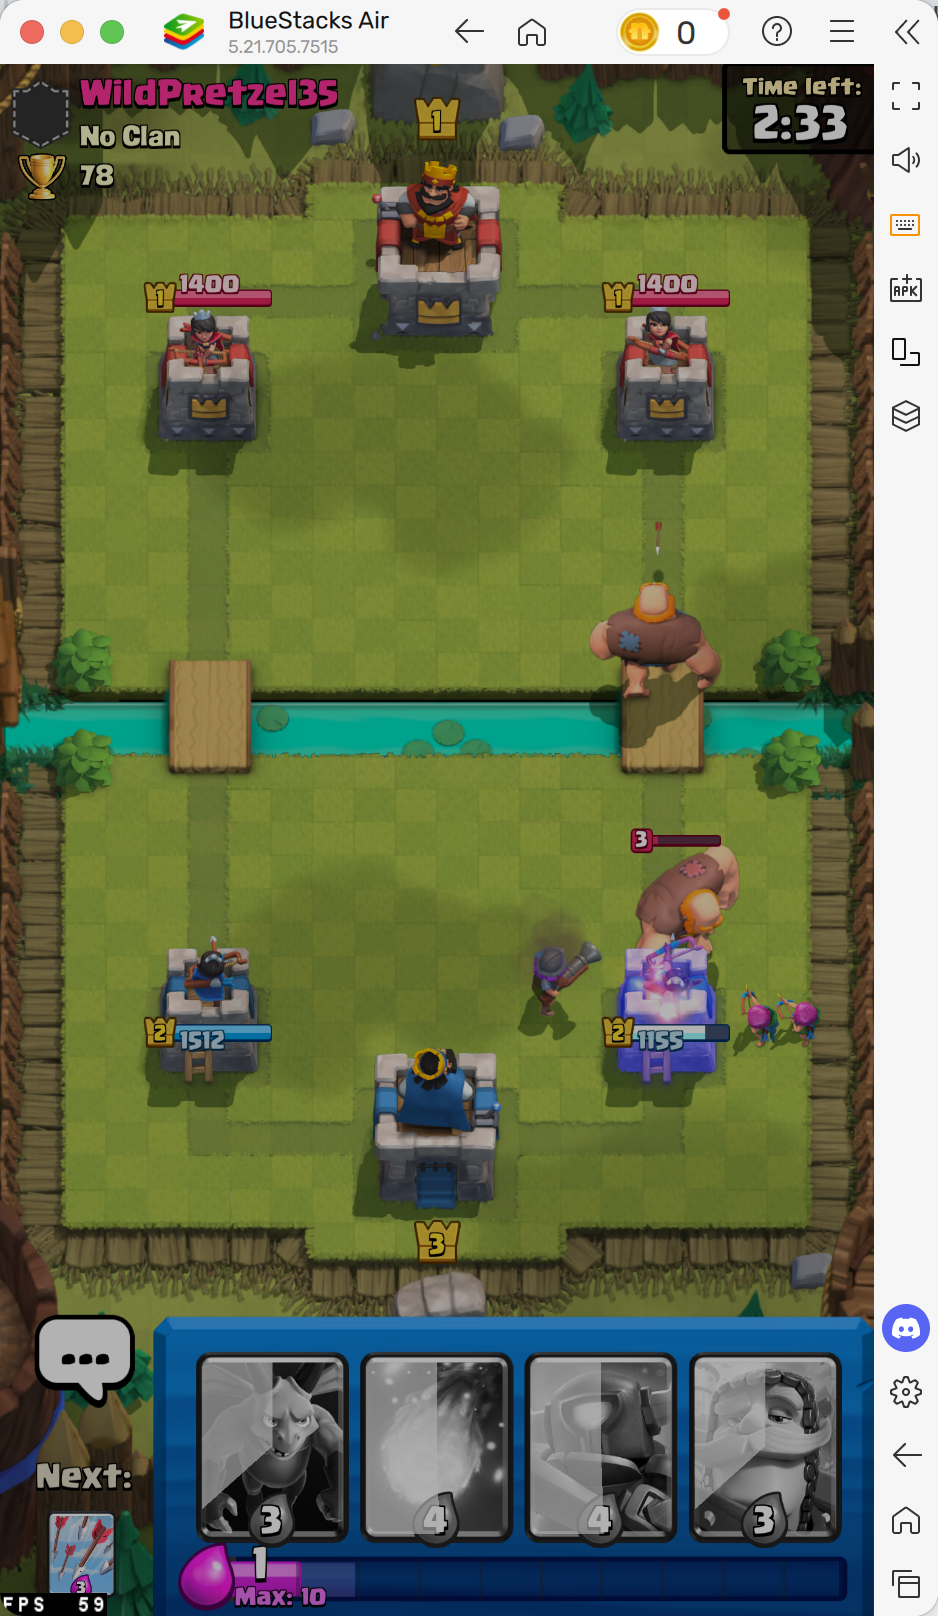 BlueStacks Air
5.21.705.7515
0
WildPretzel35
No Clan
78
Time left:
2:33
1
1400
1
1400
1
APK
3
2
1512
2
1155
3
...
Next:
3
4
4
3
3
1
Max: 10
FPS 59